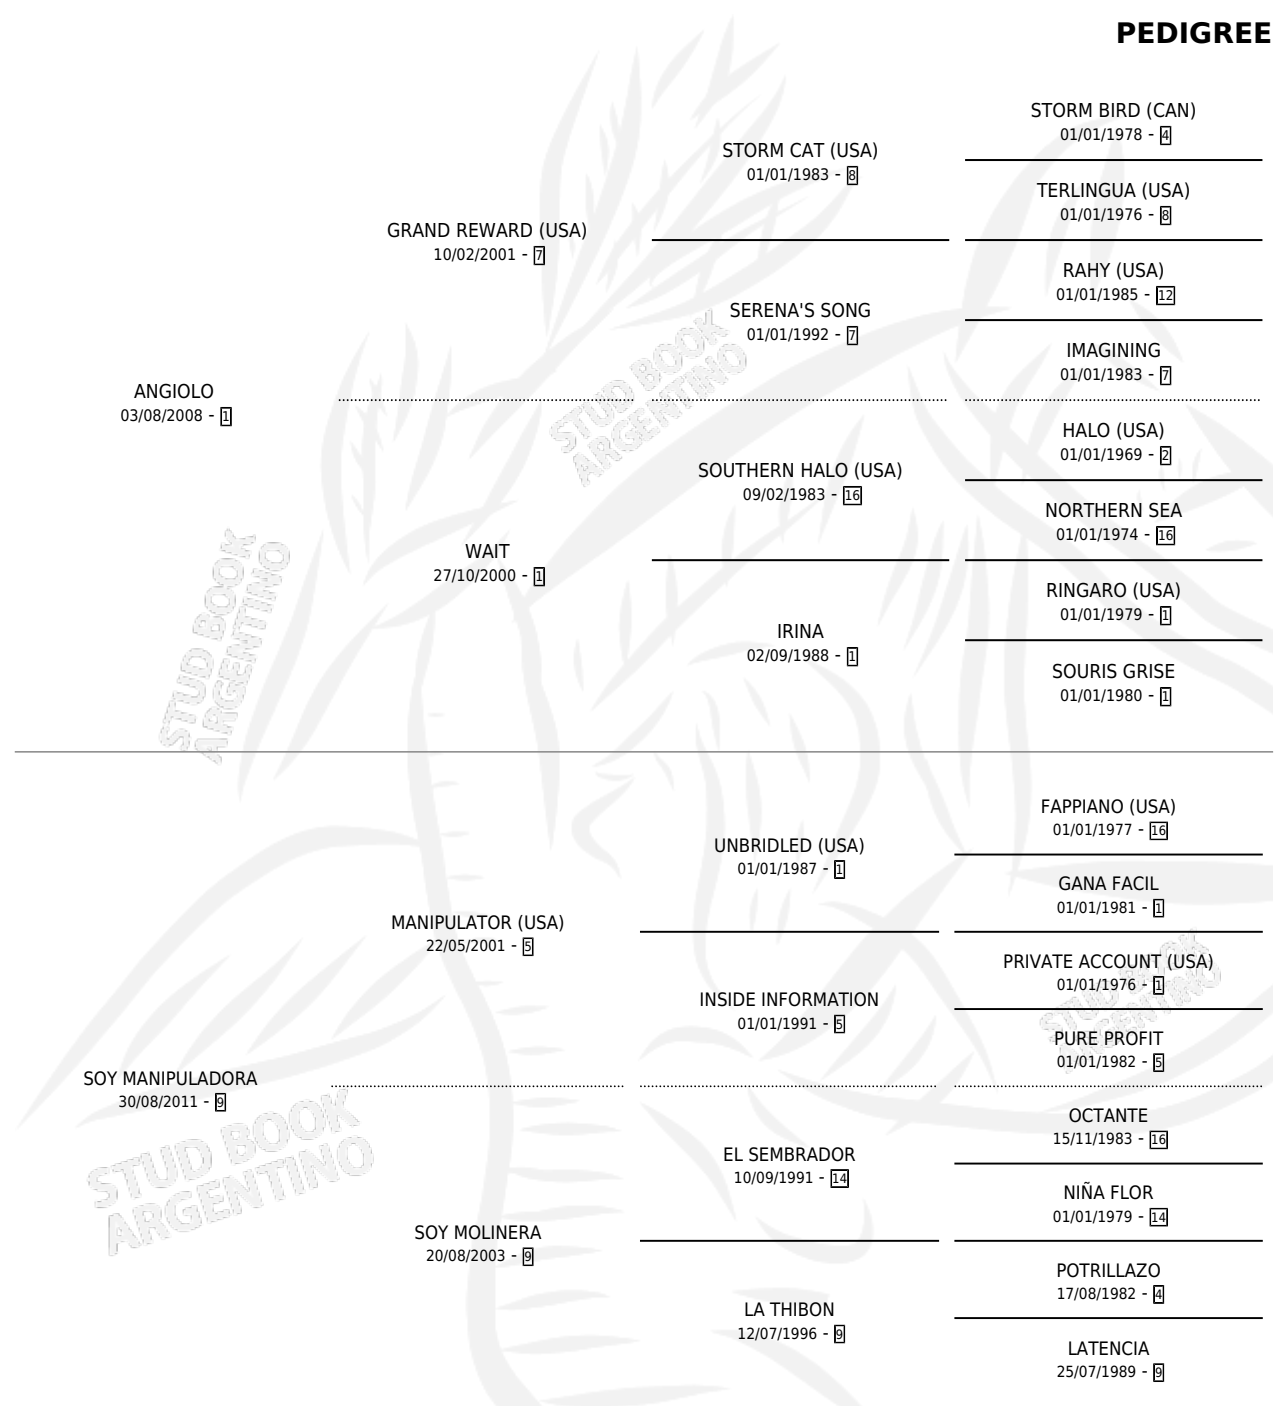 PEDIGREE
STORM BIRD (CAN)
01/01/1978 - 4
STORM CAT (USA)
01/01/1983 - 8
TERLINGUA (USA)
01/01/1976 - 8
GRAND REWARD (USA)
10/02/2001 - 7
RAHY (USA)
01/01/1985 - 12
SERENA'S SONG
01/01/1992 - 7
IMAGINING
01/01/1983 - 7
ANGIOLO
03/08/2008 - 1
HALO (USA)
01/01/1969 - 2
SOUTHERN HALO (USA)
09/02/1983 - 16
NORTHERN SEA
01/01/1974 - 16
WAIT
27/10/2000 - 1
RINGARO (USA)
01/01/1979 - 1
IRINA
02/09/1988 - 1
SOURIS GRISE
01/01/1980 - 1
FAPPIANO (USA)
01/01/1977 - 16
UNBRIDLED (USA)
01/01/1987 - 1
GANA FACIL
01/01/1981 - 1
MANIPULATOR (USA)
22/05/2001 - 5
PRIVATE ACCOUNT (USA)
01/01/1976 - 1
INSIDE INFORMATION
01/01/1991 - 5
PURE PROFIT
01/01/1982 - 5
SOY MANIPULADORA
30/08/2011 - 9
OCTANTE
15/11/1983 - 16
EL SEMBRADOR
10/09/1991 - 14
NIÑA FLOR
01/01/1979 - 14
SOY MOLINERA
20/08/2003 - 9
POTRILLAZO
17/08/1982 - 4
LA THIBON
12/07/1996 - 9
LATENCIA
25/07/1989 - 9
STUD BOOK
ARGENTINO
STUD BOOK
ARGENTINO
STUD BOOK
ARGENTINO
STUD BOOK
ARGENTINO